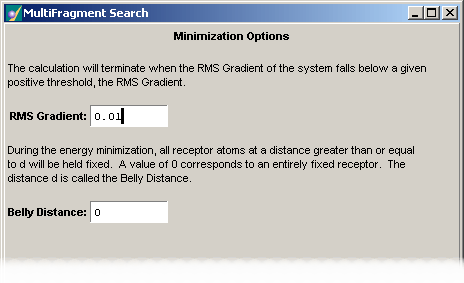 MultiFragment Search
Minimization Options
The calculation will terminate when the RMS Gradient of the system falls below a given
positive threshold, the RMS Gradient.
RMS Gradient: 0.01
During the energy minimization, all receptor atoms at a distance greater than or equal
to d will be held fixed.  A value of 0 corresponds to an entirely fixed receptor.  The
distance d is called the Belly Distance.
Belly Distance: 0